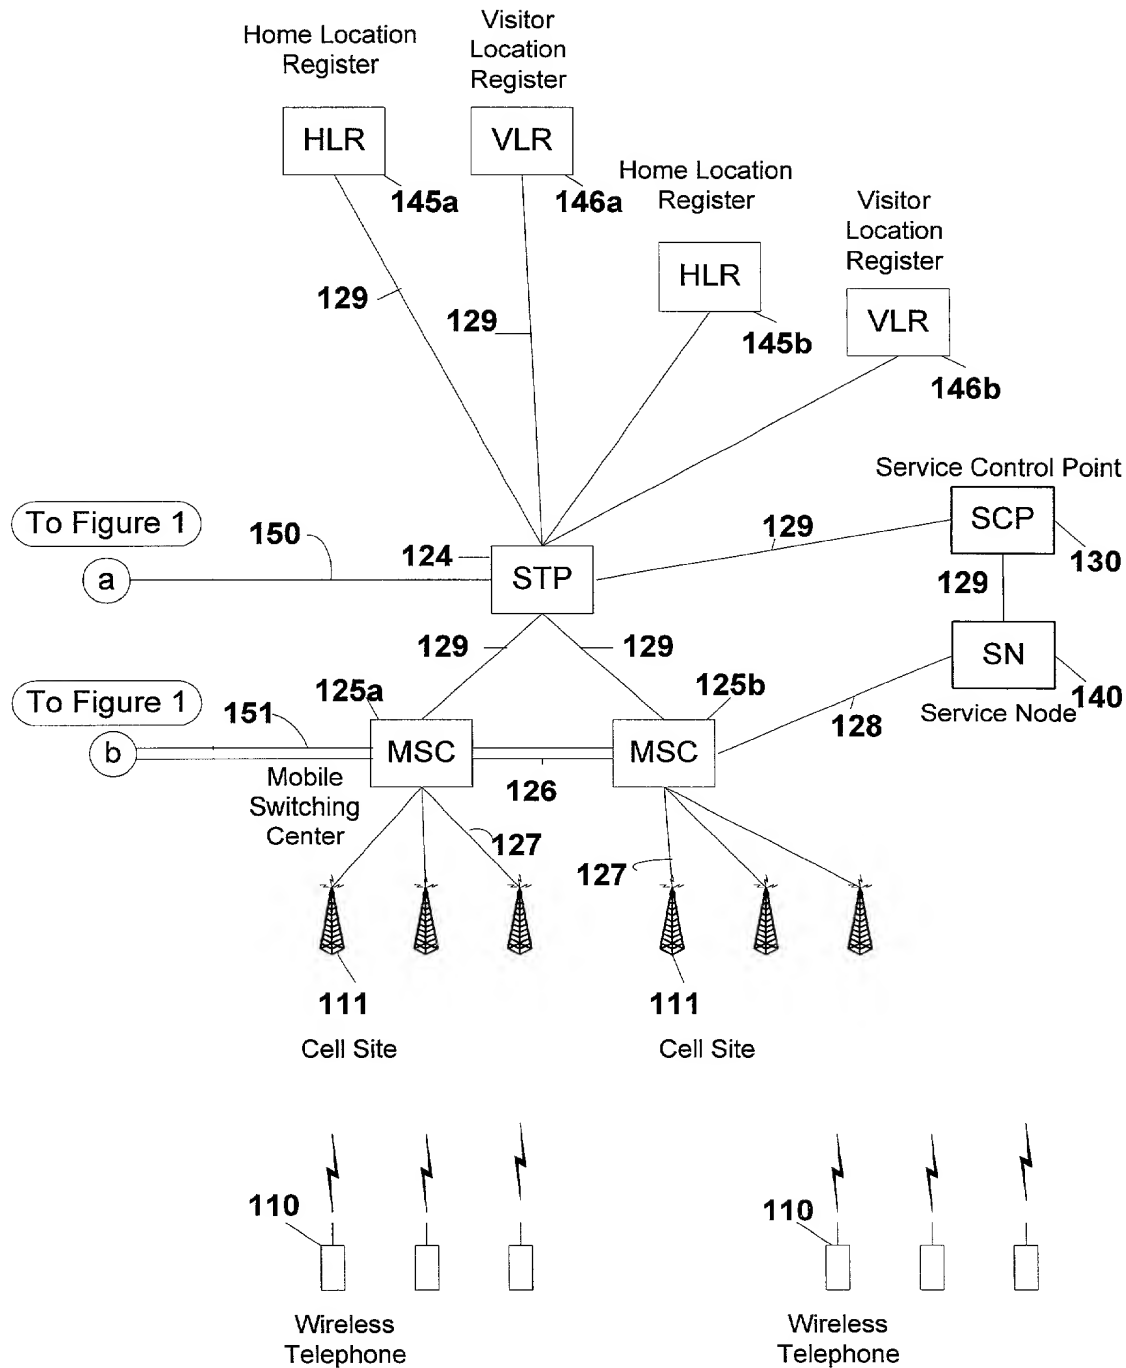 Home Location
Register
Visitor
Location
Register
HLR
VLR
145a
146a
Home Location
Register
Visitor
Location
Register
HLR
VLR
145b
146b
129
129
Service Control Point
SCP
130
To Figure 1
150
a
124
STP
129
129
SN
140
Service Node
129
129
To Figure 1
151
b
125a
MSC
Mobile
Switching
Center
126
125b
MSC
128
127
127
111
Cell Site
111
Cell Site
110
Wireless
Telephone
110
Wireless
Telephone